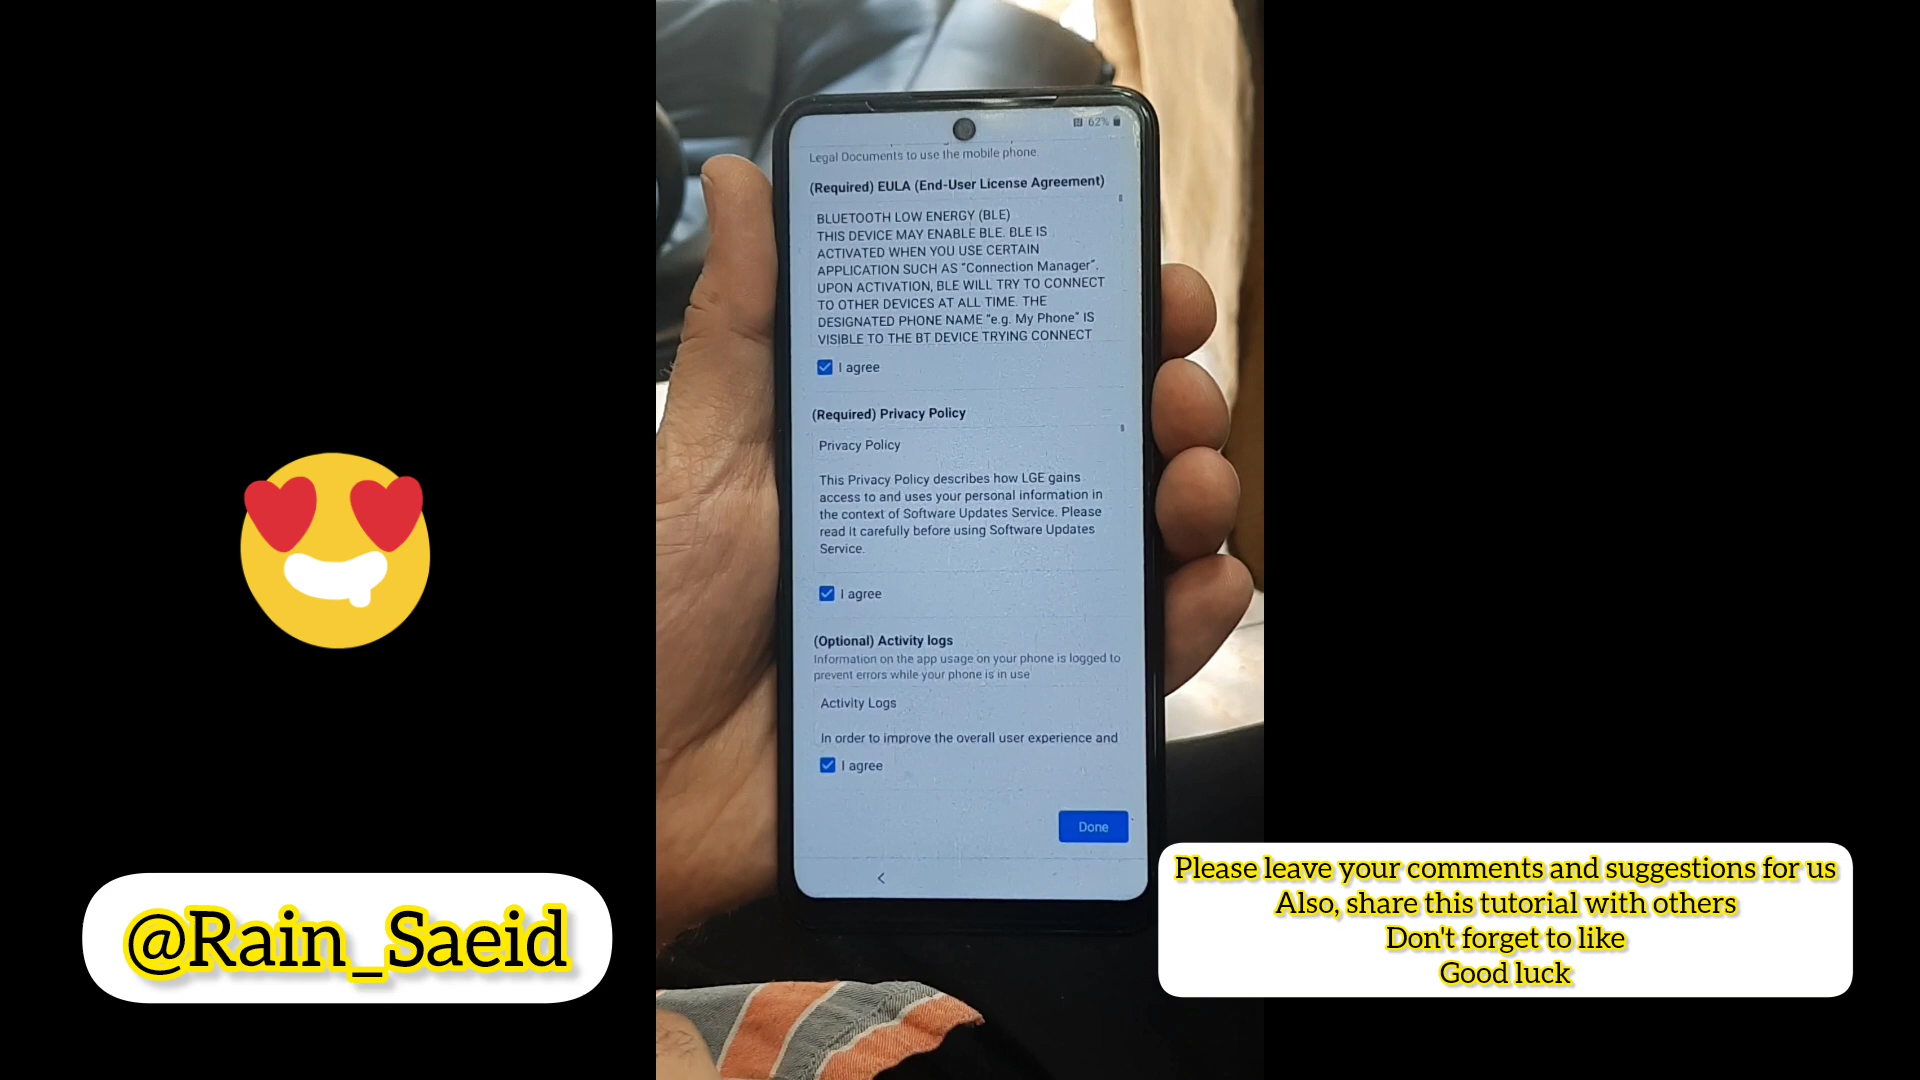 62%
Legal Documents to use the mobile phone.
(Required) EULA (End-User License Agreement)
BLUETOOTH LOW ENERGY (BLE)
THIS DEVICE MAY ENABLE BLE. BLE IS
ACTIVATED WHEN YOU USE CERTAIN
APPLICATION SUCH AS "Connection Manager".
UPON ACTIVATION, BLE WILL TRY TO CONNECT
TO OTHER DEVICES AT ALL TIME. THE
DESIGNATED PHONE NAME "e.g. My Phone" IS
VISIBLE TO THE BT DEVICE TRYING CONNECT
I agree
(Required) Privacy Policy
Privacy Policy
This Privacy Policy describes how LGE gains
access to and uses your personal information in
the context of Software Updates Service. Please
read it carefully before using Software Updates
Service.
I agree
(Optional) Activity logs
Information on the app usage on your phone is logged to
prevent errors while your phone is in use
Activity Logs
In order to improve the overall user experience and
I agree
Done
@Rain_Saeid
Please leave your comments and suggestions for us
Also, share this tutorial with others
Don't forget to like
Good luck